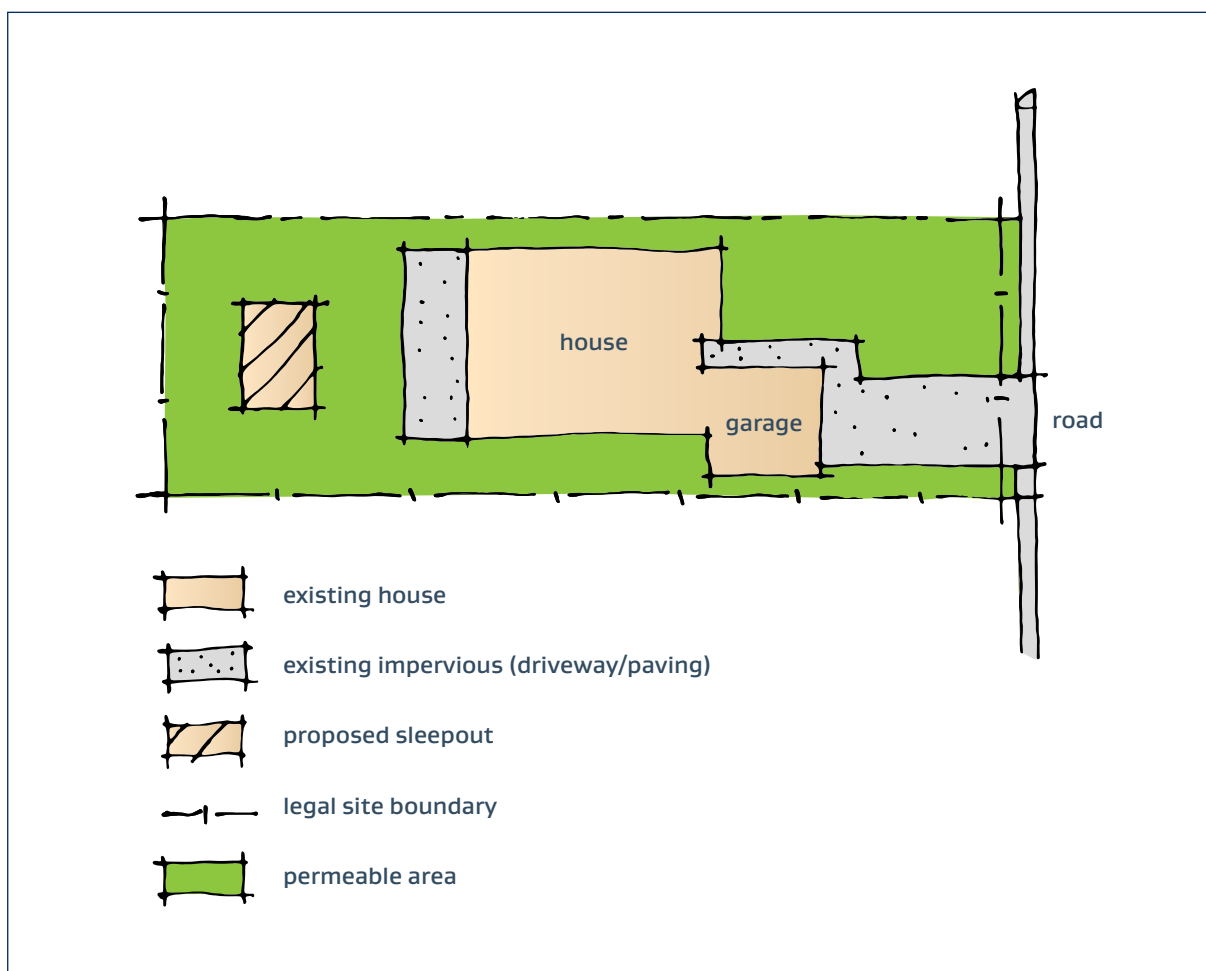 house
garage
road
existing house
existing impervious (driveway/paving)
proposed sleepout
legal site boundary
permeable area